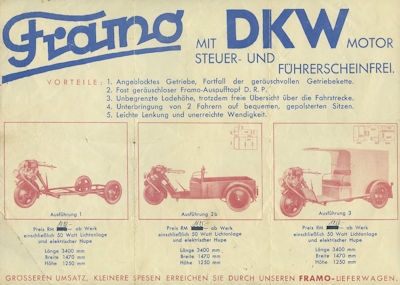 Framo
MIT DKW MOTOR
STEUER- UND
FÜHRERSCHEINFREI.
VORTEILE: 1. Angeblocktes Getriebe, Fortfall der geräuschvollen Getriebekette.
2. Fast geräuschloser Framo-Auspufftopf D. R. P.
3. Unbegrenzte Ladehöhe, trotzdem freie Übersicht über die Fahrstrecke.
4. Unterbringung von 2 Fahrern auf bequemen, gepolsterten Sitzen.
5. Leichte Lenkung und unerreichte Wendigkeit.
Ausführung 1
Preis RM ab Werk
einschließlich 50 Watt Lichtanlage
und elektrischer Hupe
Länge 3400 mm
Breite 1470 mm
Höhe 1250 mm
Ausführung 2b
Preis RM ab Werk
einschließlich 50 Watt Lichtanlage
und elektrischer Hupe
Länge 3400 mm
Breite 1470 mm
Höhe 1250 mm
Ausführung 3
Preis RM ab Werk
einschließlich 50 Watt Lichtanlage
und elektrischer Hupe
Länge 3400 mm
Breite 1470 mm
Höhe 1250 mm
GRÖSSEREN UMSATZ, KLEINERE SPESEN ERREICHEN SIE DURCH UNSEREN FRAMO-LIEFERWAGEN.